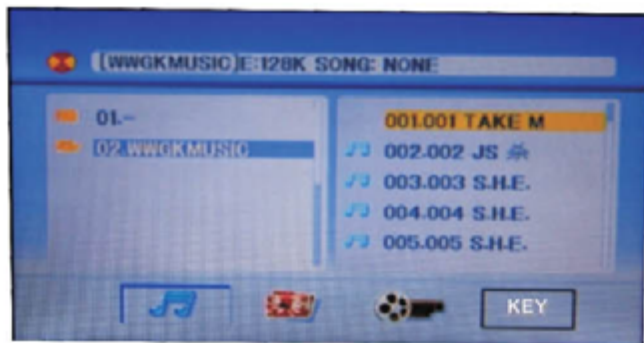 [WWGKMUSIC]E:128K SONG: NONE
01.-
02.WWGKMUSIC
001.001 TAKE M
002.002 JS
003.003 S.H.E.
004.004 S.H.E.
005.005 S.H.E.
KEY